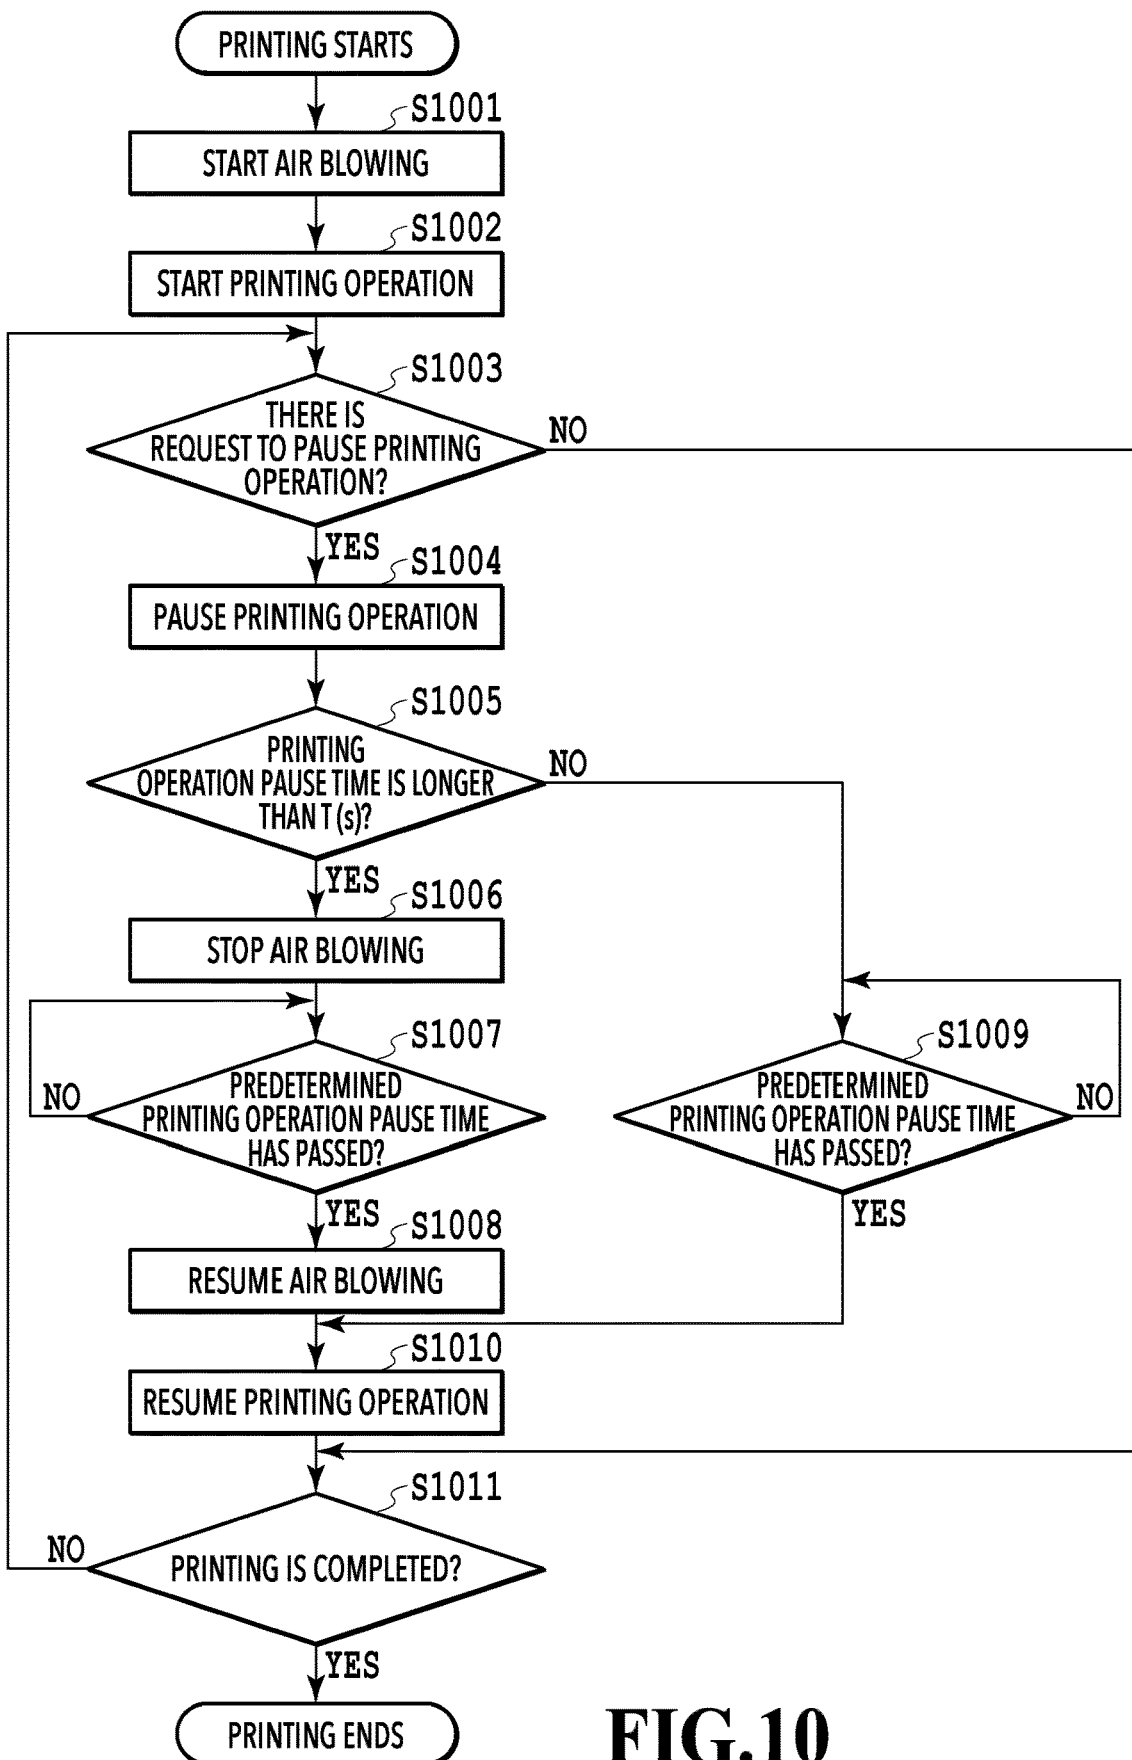 PRINTING STARTS
S1001
START AIR BLOWING
S1002
START PRINTING OPERATION
S1003
THERE IS
REQUEST TO PAUSE PRINTING
OPERATION?
NO
YES
S1004
PAUSE PRINTING OPERATION
S1005
PRINTING
OPERATION PAUSE TIME IS LONGER
THAN T (s)?
NO
YES
S1006
STOP AIR BLOWING
S1007
PREDETERMINED
PRINTING OPERATION PAUSE TIME
HAS PASSED?
NO
YES
S1009
PREDETERMINED
PRINTING OPERATION PAUSE TIME
HAS PASSED?
NO
YES
S1008
RESUME AIR BLOWING
S1010
RESUME PRINTING OPERATION
S1011
PRINTING IS COMPLETED?
NO
YES
PRINTING ENDS
FIG.10